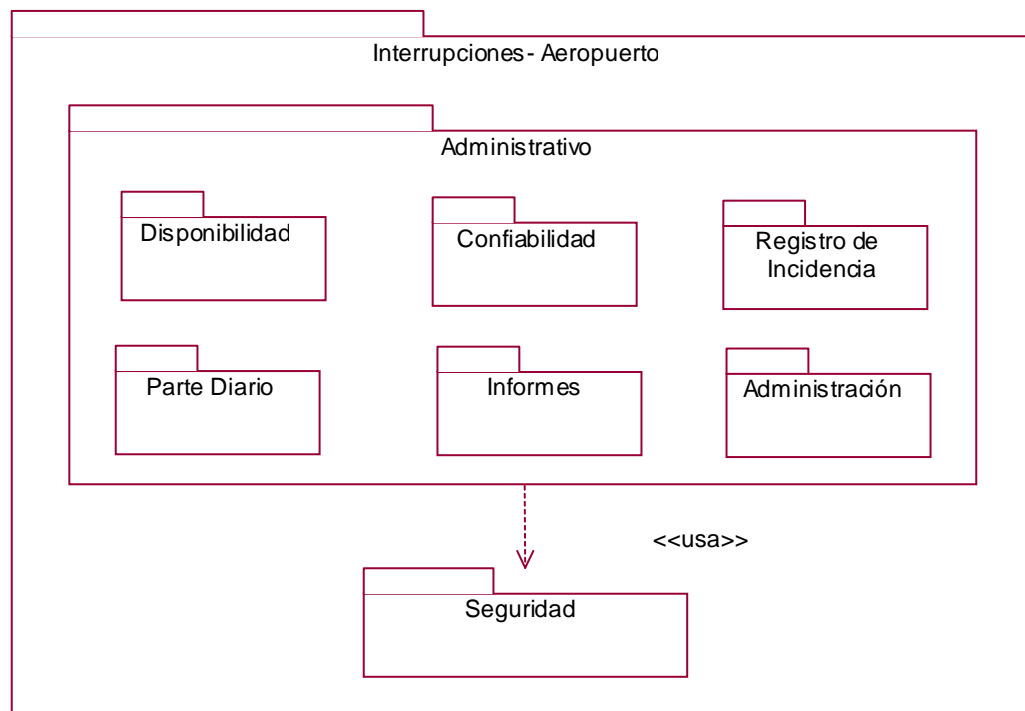 Interrupciones- Aeropuerto
Administrativo
Disponibilidad
Confiabilidad
Registro de
Incidencia
Parte Diario
Informes
Administración
<<usa>>
Seguridad